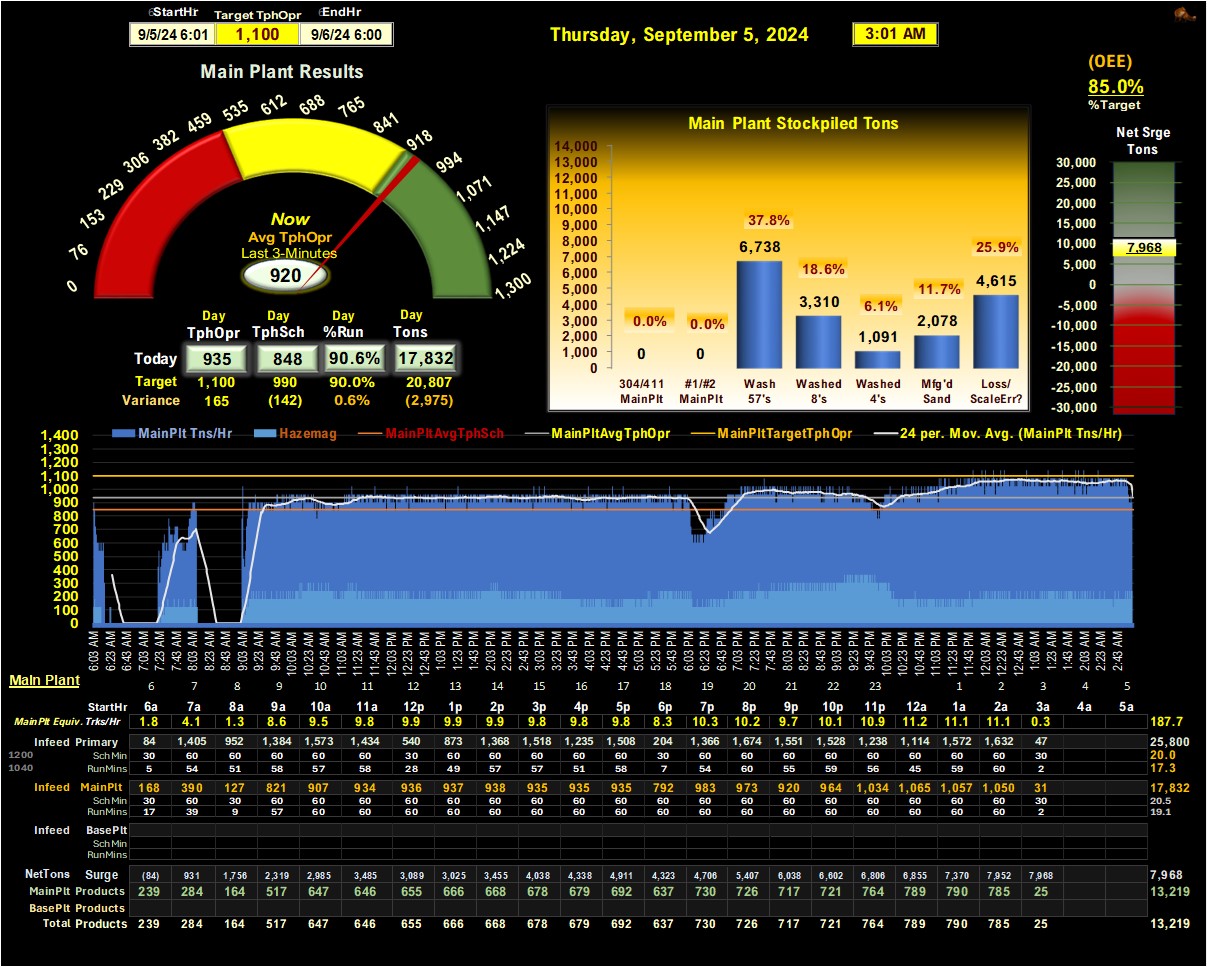 StartHr Target TphOpr EndHr
9/5/24 6:01 1,100 9/6/24 6:00
Thursday, September 5, 2024 3:01 AM
(OEE)
85.0%
%Target
Main Plant Results
0 76 153 229 306 382 459 535 612 688 765 841 918 994 1,071 1,147 1,224 1,300
Now
Avg TphOpr
Last 3-Minutes
920
Day Day Day Day
TphOpr TphSch %Run Tons
Today 935 848 90.6% 17,832
Target 1,100 990 90.0% 20,807
Variance 165 (142) 0.6% (2,975)
Main Plant Stockpiled Tons
14,000
13,000
12,000
11,000
10,000
9,000
8,000
7,000
6,000
5,000
4,000
3,000
2,000
1,000
0
0.0% 0.0% 37.8% 18.6% 6.1% 11.7% 25.9%
0 0 6,738 3,310 1,091 2,078 4,615
304/411 #1/#2 Wash Washed Washed Mfg'd Loss/
MainPlt MainPlt 57's 8's 4's Sand ScaleErr?
Net Srge
Tons
30,000
25,000
20,000
15,000
10,000
5,000
0
-5,000
-10,000
-15,000
-20,000
-25,000
-30,000
7,968
MainPlt Tns/Hr Hazemag MainPltAvgTphSch MainPltAvgTphOpr MainPltTargetTphOpr 24 per. Mov. Avg. (MainPlt Tns/Hr)
1,400
1,300
1,200
1,100
1,000
900
800
700
600
500
400
300
200
100
0
6:03 AM 6:23 AM 6:43 AM 7:03 AM 7:23 AM 7:43 AM 8:03 AM 8:23 AM 8:43 AM 9:03 AM 9:23 AM 10:03 AM 10:23 AM 10:43 AM 11:03 AM 11:23 AM 11:43 AM 12:03 PM 12:23 PM 12:43 PM 1:03 PM 1:23 PM 1:43 PM 2:03 PM 2:23 PM 2:43 PM 3:03 PM 3:23 PM 3:43 PM 4:03 PM 4:23 PM 4:43 PM 5:03 PM 5:23 PM 5:43 PM 6:03 PM 6:23 PM 6:43 PM 7:03 PM 7:23 PM 7:43 PM 8:03 PM 8:23 PM 8:43 PM 9:03 PM 9:23 PM 9:43 PM 10:03 PM 10:23 PM 10:43 PM 11:03 PM 11:23 PM 11:43 PM 12:03 AM 12:23 AM 12:43 AM 1:03 AM 1:23 AM 1:43 AM 2:03 AM 2:23 AM 2:43 AM
Main Plant
6 7 8 9 10 11 12 13 14 15 16 17 18 19 20 21 22 23 1 2 3 4 5
StartHr 6a 7a 8a 9a 10a 11a 12p 1p 2p 3p 4p 5p 6p 7p 8p 9p 10p 11p 12a 1a 2a 3a 4a 5a
MainPlt Equiv. Trks/Hr 1.8 4.1 1.3 8.6 9.5 9.8 9.9 9.9 9.9 9.8 9.8 9.8 8.3 10.3 10.2 9.7 10.1 10.9 11.2 11.1 11.1 0.3 187.7
Infeed Primary 84 1,405 952 1,384 1,573 1,434 540 873 1,368 1,518 1,235 1,508 204 1,366 1,674 1,551 1,528 1,238 1,114 1,572 1,632 47 25,800
1200 SchMin 30 60 60 60 60 60 30 60 60 60 60 60 30 60 60 60 60 60 60 60 60 30 20.0
1040 RunMins 5 54 51 58 57 58 28 49 57 57 51 58 7 54 60 55 59 56 45 59 60 2 17.3
Infeed MainPlt 168 390 127 821 907 934 936 937 938 935 935 935 792 983 973 920 964 1,034 1,065 1,057 1,050 31 17,832
SchMin 30 60 30 60 60 60 60 60 60 60 60 60 60 60 60 60 60 60 60 60 60 30 20.5
RunMins 17 39 9 57 60 60 60 60 60 60 60 60 60 60 60 60 60 60 60 60 60 2 19.1
Infeed BasePlt
SchMin
RunMins
NetTons Surge (84) 931 1,756 2,319 2,985 3,485 3,089 3,025 3,455 4,038 4,338 4,911 4,323 4,706 5,407 6,038 6,602 6,806 6,855 7,370 7,952 7,968 7,968
MainPlt Products 239 284 164 517 647 646 655 666 668 678 679 692 637 730 726 717 721 764 789 790 785 25 13,219
BasePlt Products
Total Products 239 284 164 517 647 646 655 666 668 678 679 692 637 730 726 717 721 764 789 790 785 25 13,219